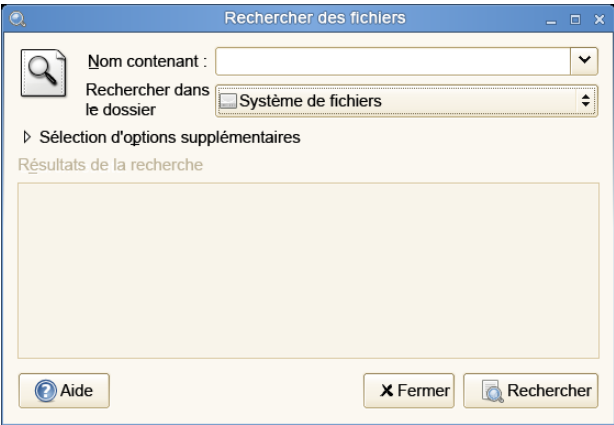 Rechercher des fichiers
Nom contenant :
Rechercher dans
le dossier
Système de fichiers
Sélection d'options supplémentaires
Résultats de la recherche
Aide
Fermer
Rechercher